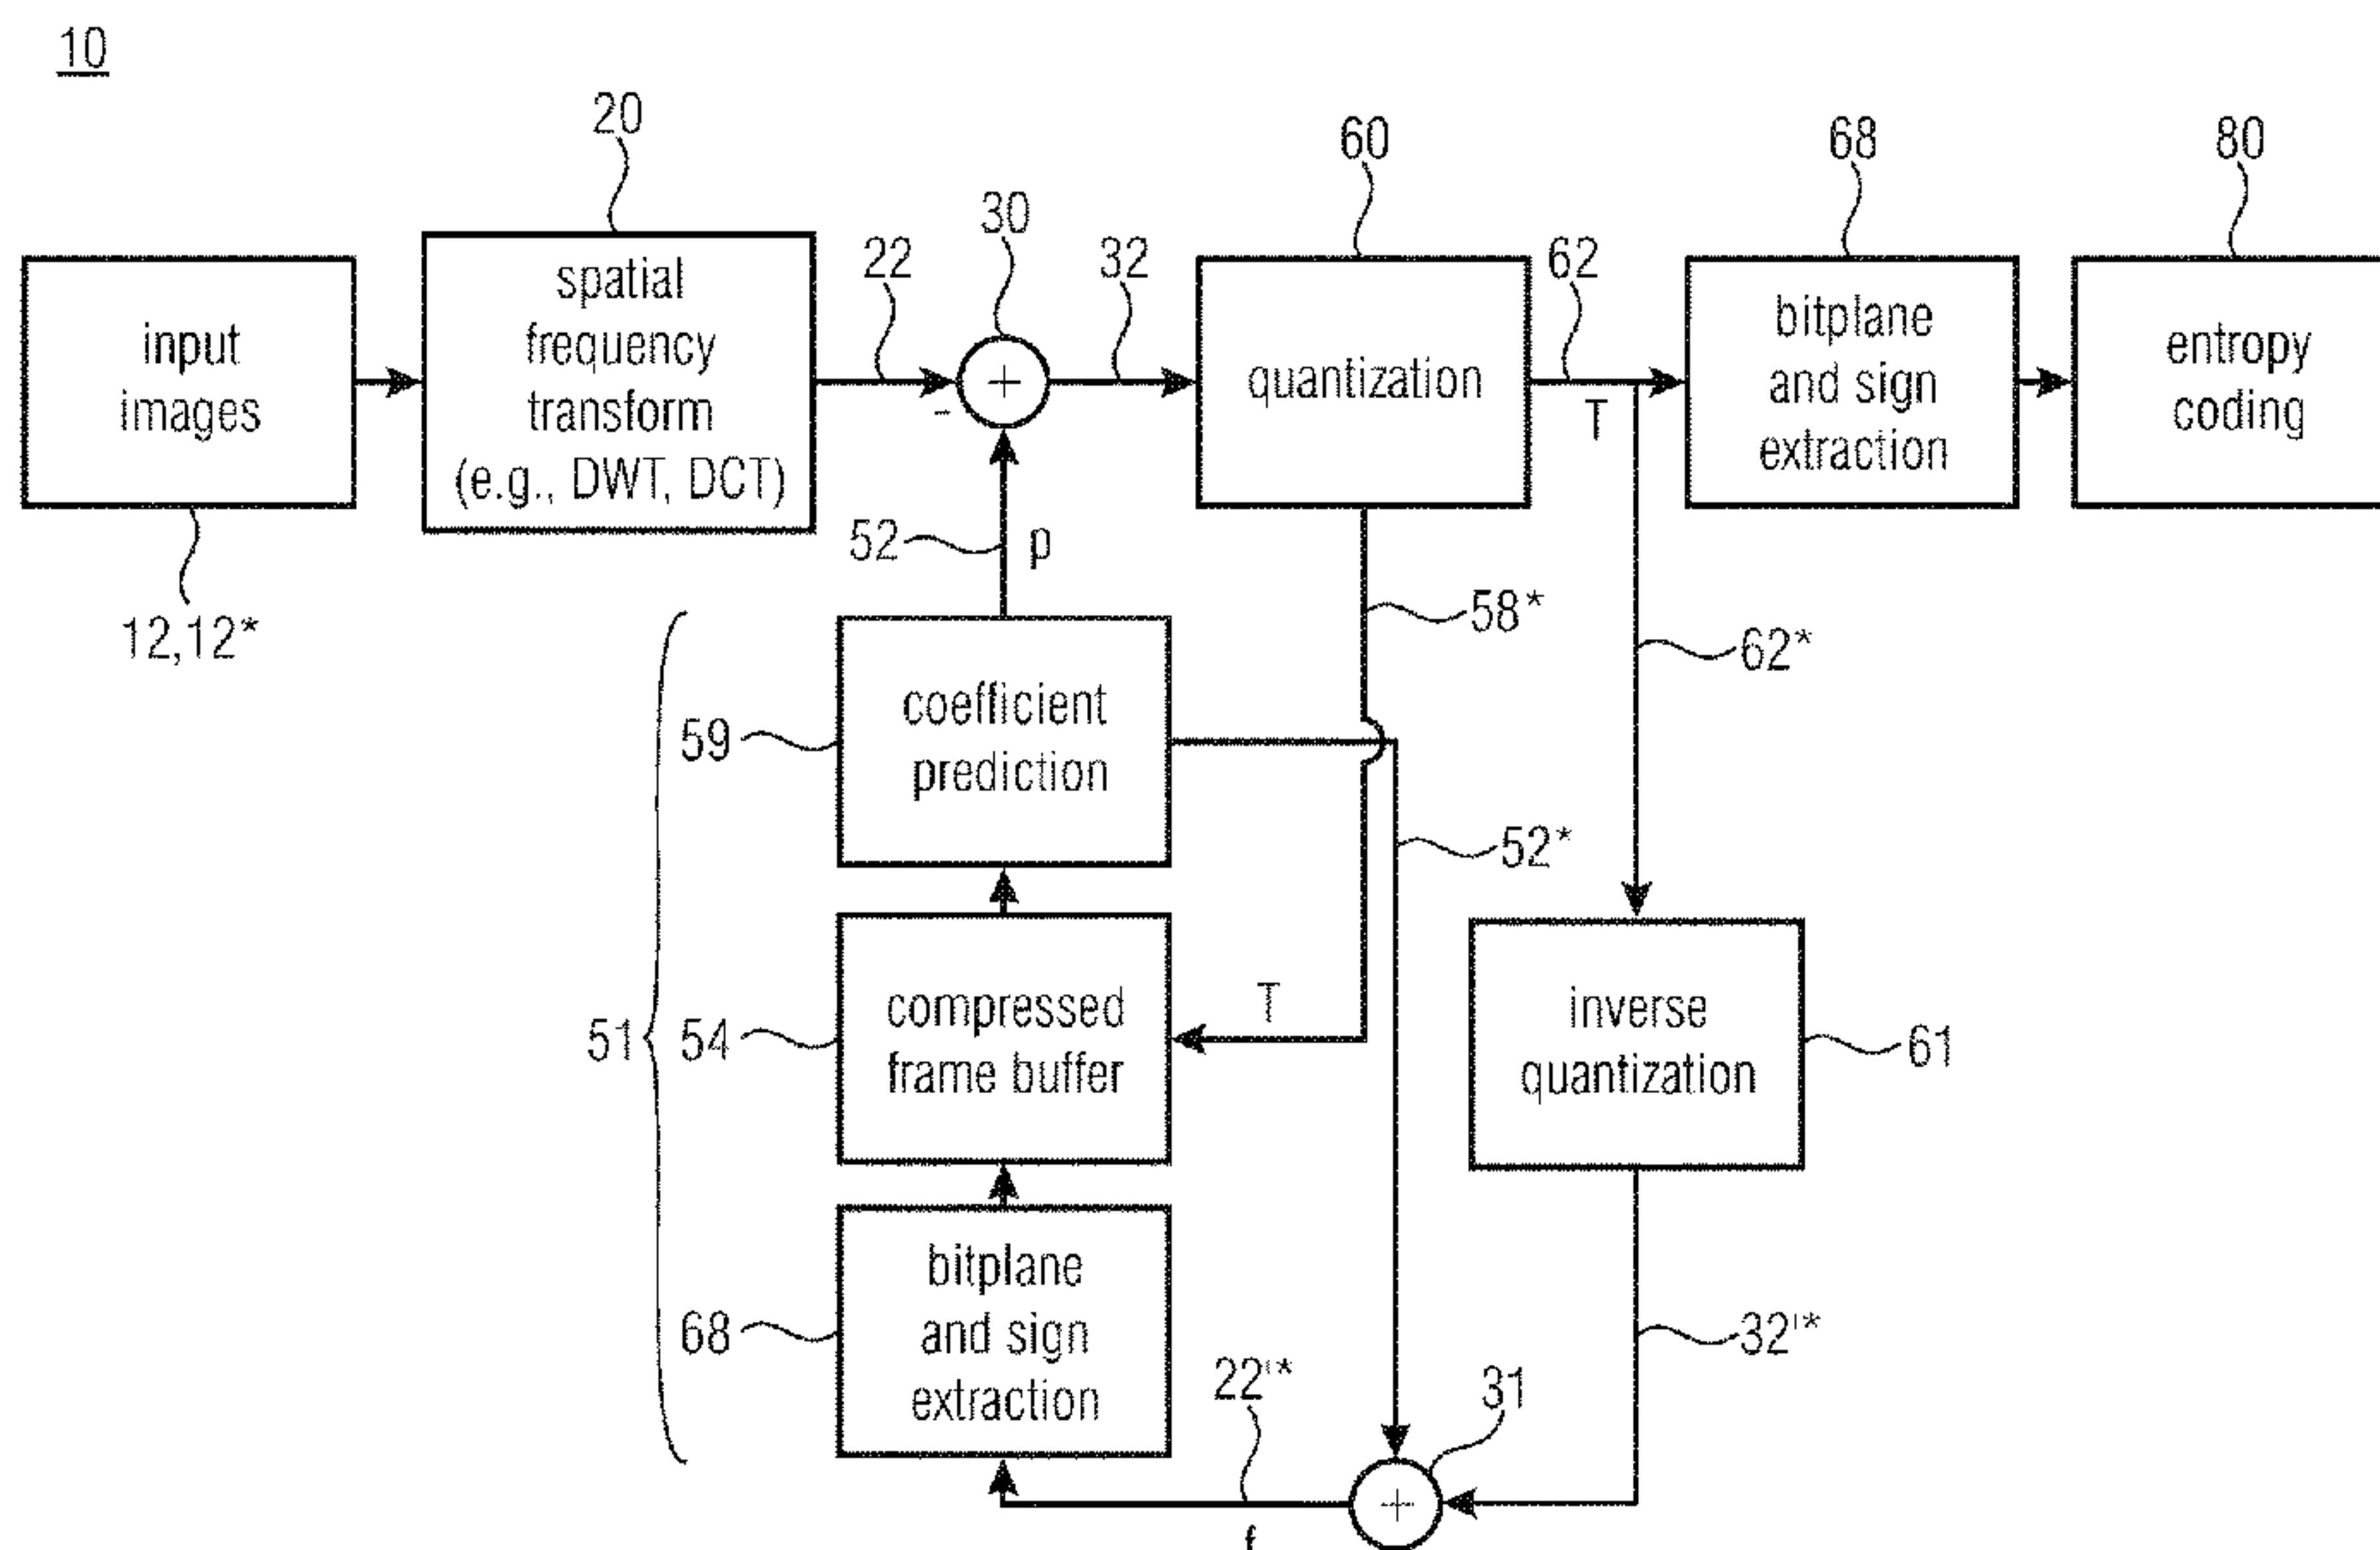 10
20
60
68
80
30
22
32
62
input
images
spatial
frequency
transform
(e.g., DWT, DCT)
-
+
quantization
T
bitplane
and sign
extraction
entropy
coding
12,12*
52
p
58*
62*
59
coefficient
prediction
52*
51
54
compressed
frame buffer
T
inverse
quantization
61
68
bitplane
and sign
extraction
22'*
31
32'*
+
f